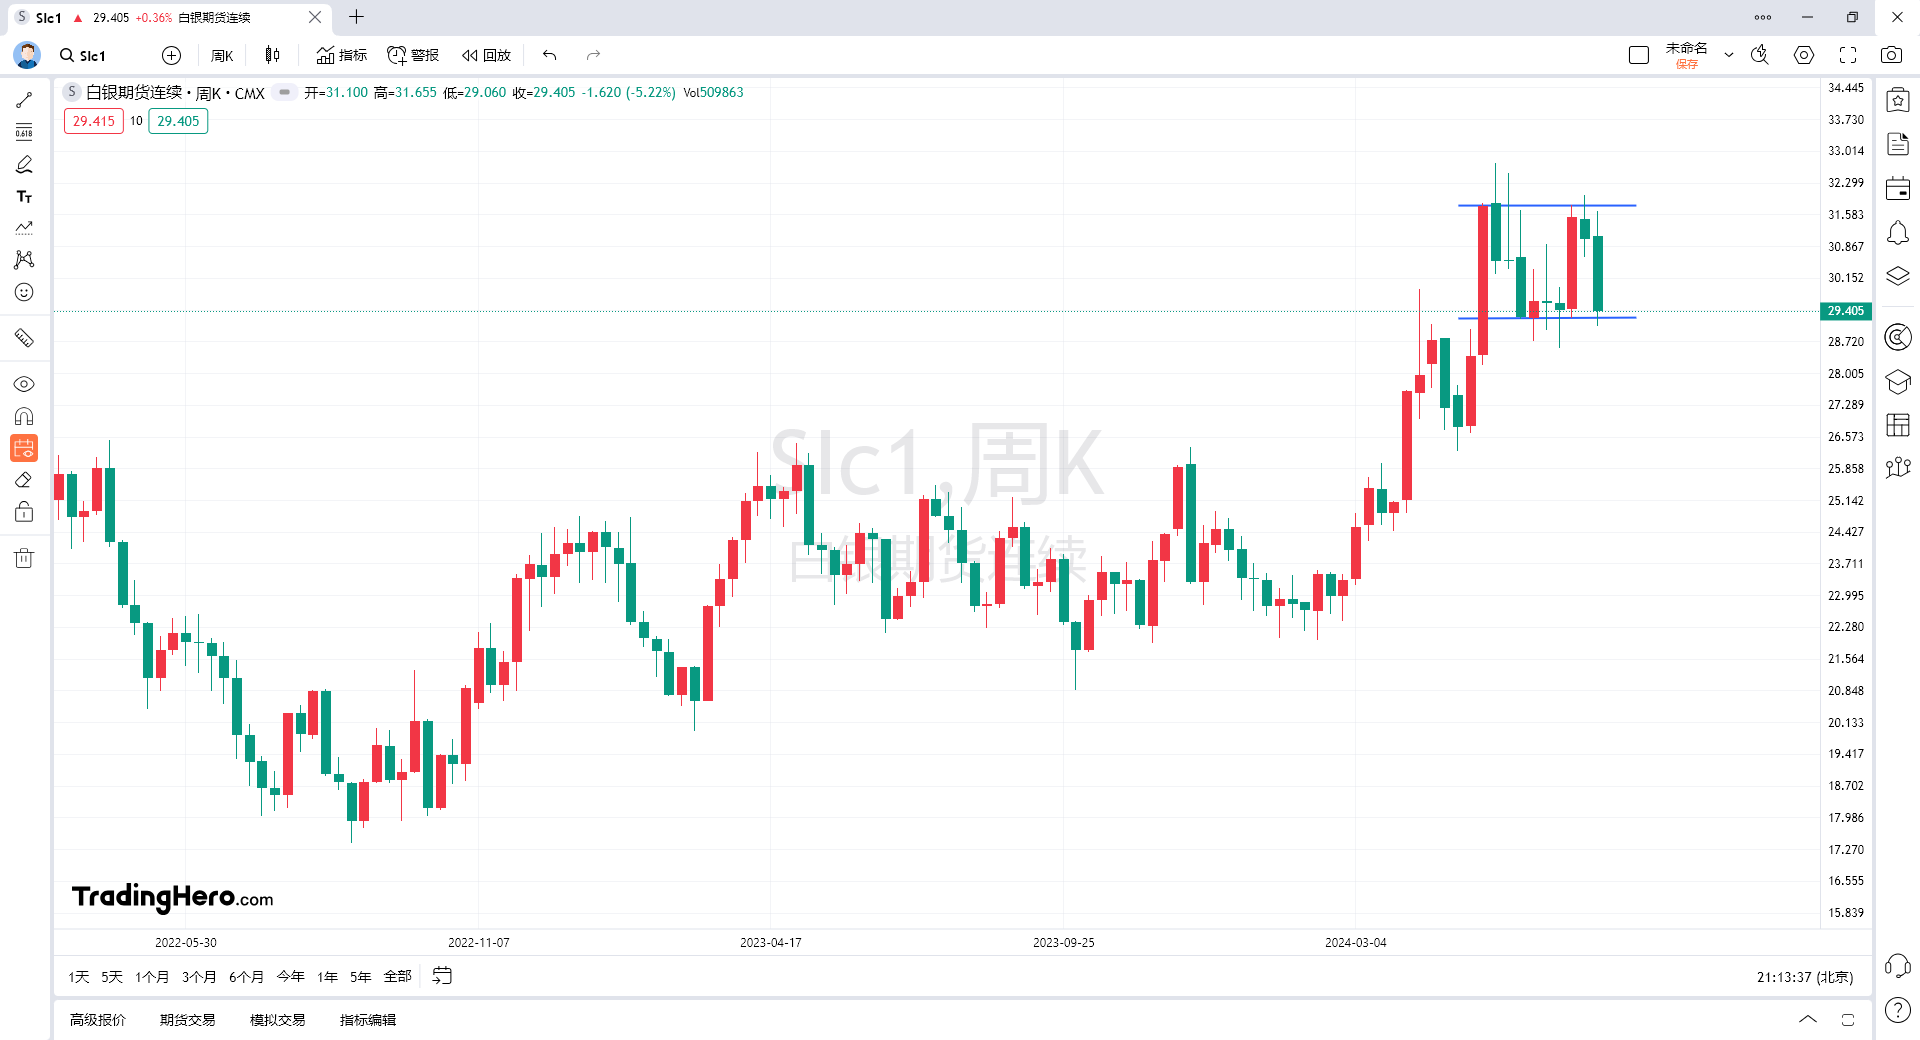 S SIc1 ▲ 29.405 +0.36% 白银期货连续
SIc1 周K 指标 警报 回放 未命名
保存
S 白银期货连续 · 周K · CMX 开=31.100 高=31.655 低=29.060 收=29.405 -1.620 (-5.22%) Vol509863
29.415 10 29.405
0.618
TT
34.445
33.730
33.014
32.299
31.583
30.867
30.152
29.405
28.720
28.005
27.289
26.573
25.858
25.142
24.427
23.711
22.995
22.280
21.564
20.848
20.133
19.417
18.702
17.986
17.270
16.555
15.839
SIc1, 周K
白银期货连续
TradingHero.com
2022-05-30 2022-11-07 2023-04-17 2023-09-25 2024-03-04
1天 5天 1个月 3个月 6个月 今年 1年 5年 全部 21:13:37 (北京)
高级报价 期货交易 模拟交易 指标编辑